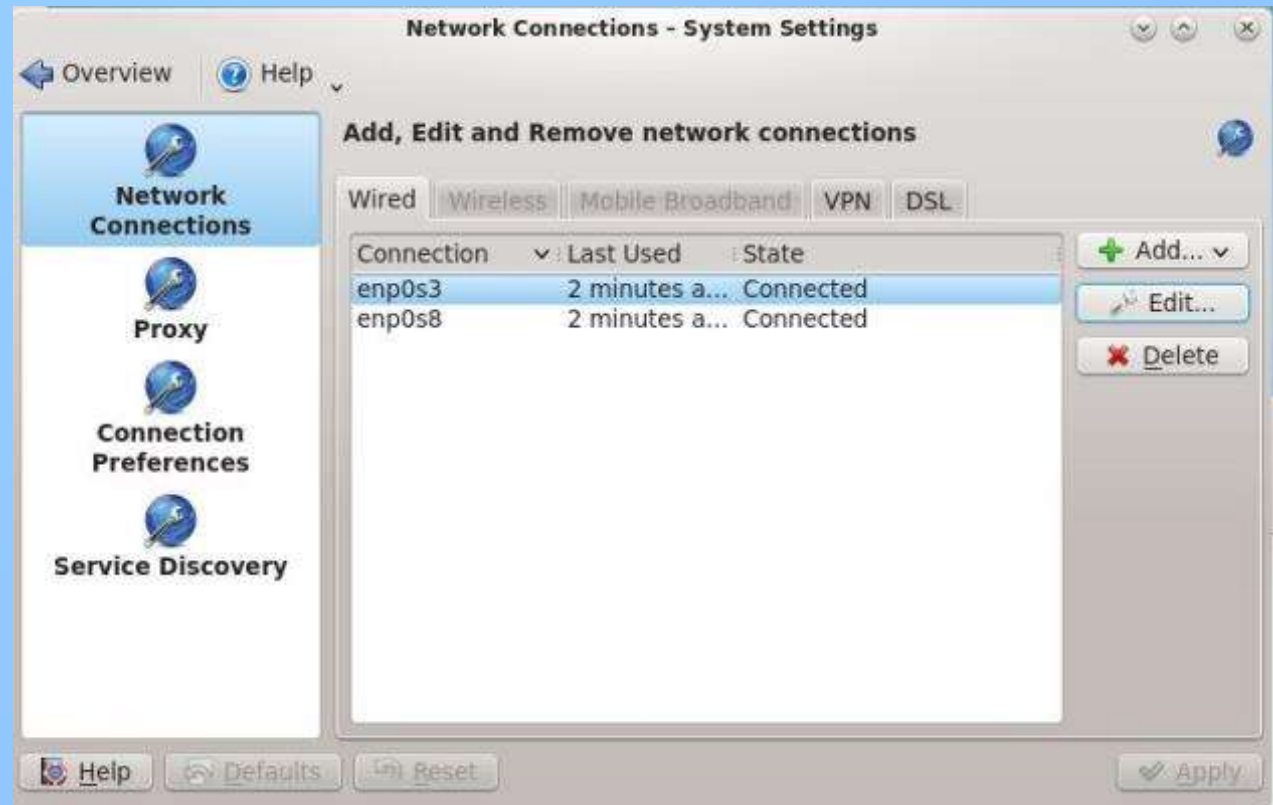 Network Connections - System Settings
Overview Help
Network
Connections
Proxy
Connection
Preferences
Service Discovery
Add, Edit and Remove network connections
Wired Wireless Mobile Broadband VPN DSL
Connection Last Used State
enp0s3 2 minutes a... Connected
enp0s8 2 minutes a... Connected
Add...
Edit...
Delete
Help Defaults Reset Apply